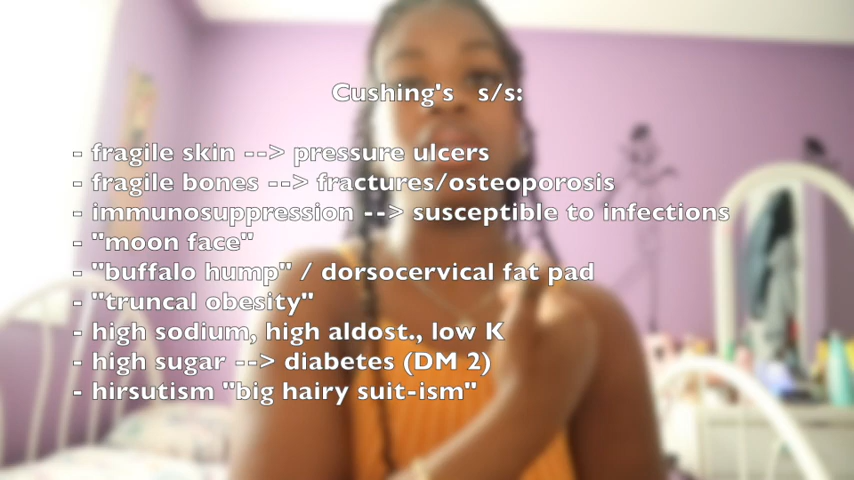 Cushing's s/s:
- fragile skin --> pressure ulcers
- fragile bones --> fractures/osteoporosis
- immunosuppression --> susceptible to infections
- "moon face"
- "buffalo hump" / dorsocervical fat pad
- "truncal obesity"
- high sodium, high aldost., low K
- high sugar --> diabetes (DM 2)
- hirsutism "big hairy suit-ism"